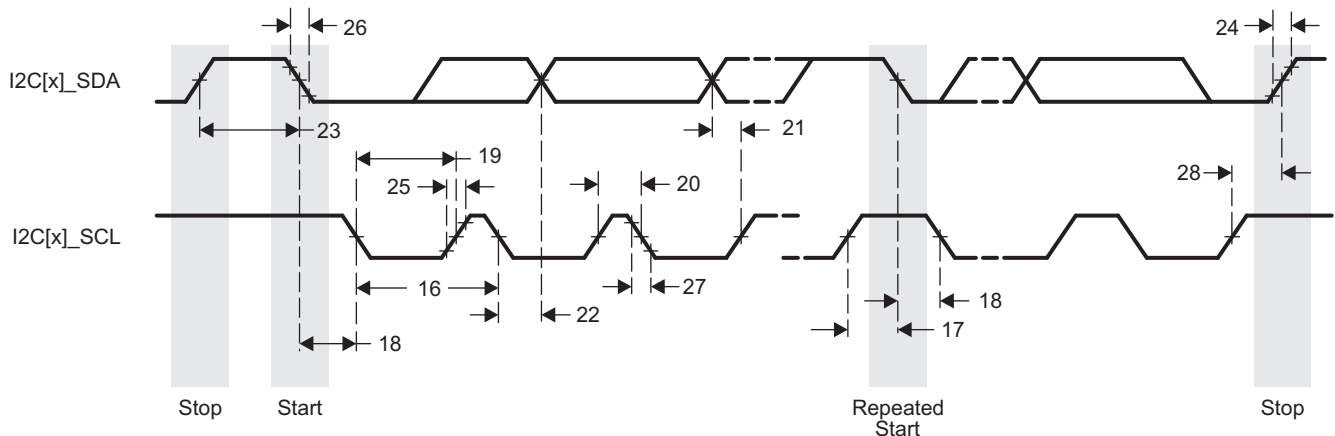 26
24
I2C[x]_SDA
23
21
19
25
20
28
I2C[x]_SCL
16
27
22
18
17
18
Stop
Start
Repeated
Start
Stop